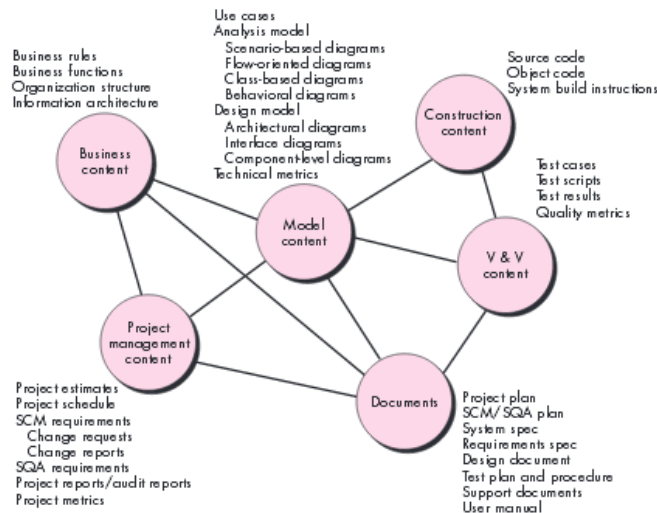 Use cases
Analysis model
Scenario-based diagrams
Flow-oriented diagrams
Class-based diagrams
Behavioral diagrams
Design model
Architectural diagrams
Interface diagrams
Component-level diagrams
Technical metrics
Business rules
Business functions
Organization structure
Information architecture
Source code
Object code
System build instructions
Construction
content
Business
content
Test cases
Test scripts
Test results
Quality metrics
Model
content
V & V
content
Project
management
content
Documents
Project estimates
Project schedule
SCM requirements
Change requests
Change reports
SQA requirements
Project reports/audit reports
Project metrics
Project plan
SCM/SQA plan
System spec
Requirements spec
Design document
Test plan and procedure
Support documents
User manual